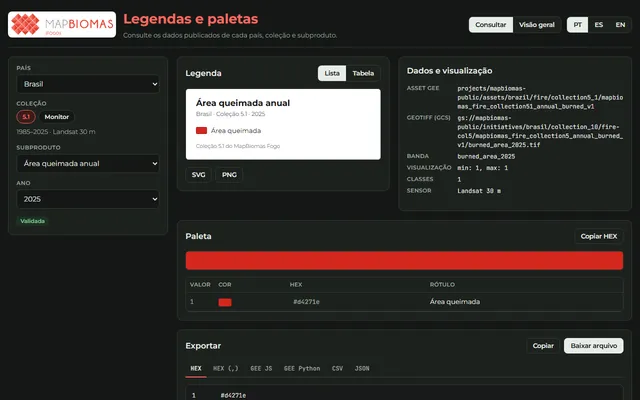 MAPBIOMAS
FOGO
Legendas e paletas
Consulte os dados publicados de cada país, coleção e subproduto.
Consultar
Visão geral
PT
ES
EN
PAÍS
Brasil
COLEÇÃO
5.1
Monitor
1985–2025 · Landsat 30 m
SUBPRODUTO
Área queimada anual
ANO
2025
Validada
Legenda
Lista
Tabela
Área queimada anual
Brasil · Coleção 5.1 · 2025
Área queimada
Coleção 5.1 do MapBiomas Fogo
SVG
PNG
Dados e visualização
ASSET GEE
projects/mapbiomas-
public/assets/brazil/fire/collection5_1/mapbio
mas_fire_collection51_annual_burned_v1
GEOTIFF (GCS)
gs://mapbiomas-
public/initiatives/brasil/collection_10/fire-
col5/mapbiomas_fire_collection5_annual_burned_
v1/burned_area_2025.tif
BANDA
burned_area_2025
VISUALIZAÇÃO
min: 1, max: 1
CLASSES
1
SENSOR
Landsat 30 m
Paleta
Copiar HEX
VALOR
COR
HEX
RÓTULO
1
#d4271e
Área queimada
Exportar
Copiar
Baixar arquivo
HEX
HEX (,)
GEE JS
GEE Python
CSV
JSON
1
#d4271e